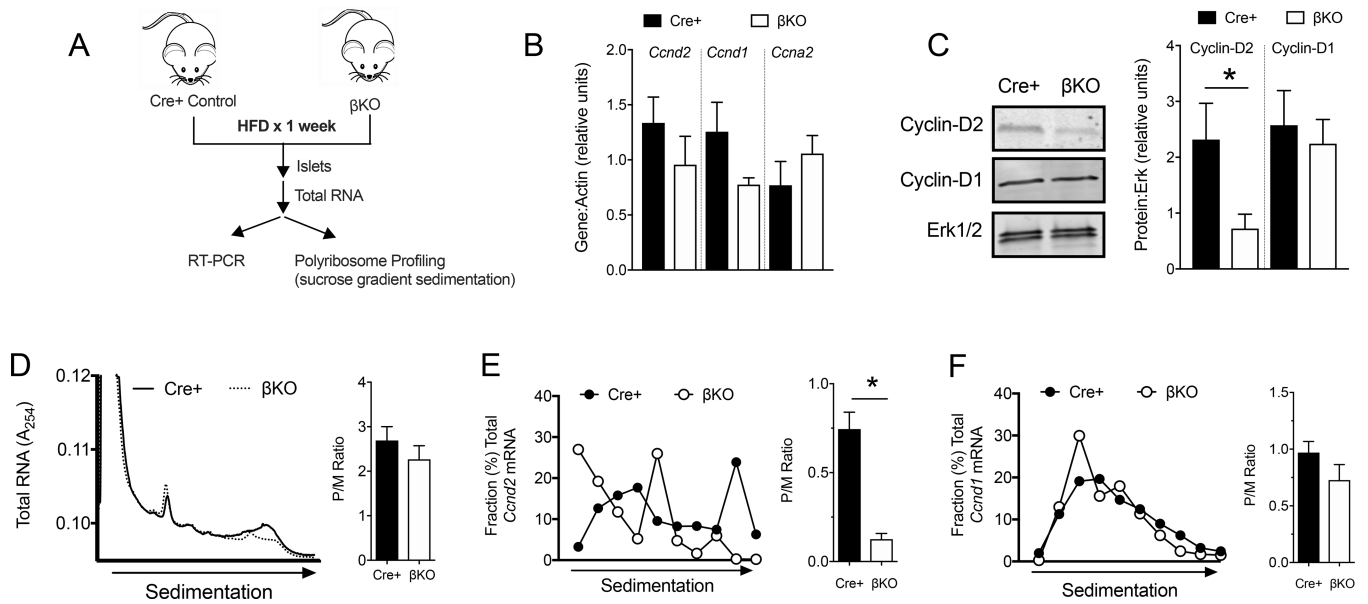 A
Cre+ Control
βKO
HFD x 1 week
Islets
Total RNA
RT-PCR
Polyribosome Profiling
(sucrose gradient sedimentation)
B
Cre+
βKO
Gene:Actin (relative units)
2.0
1.5
1.0
0.5
0.0
Ccnd2
Ccnd1
Ccna2
C
Cre+
βKO
Cyclin-D2
Cyclin-D1
Erk1/2
Cre+
βKO
Protein:Erk (relative units)
4
3
2
1
0
Cyclin-D2
Cyclin-D1
*
D
Total RNA (A254)
0.12
0.11
0.10
Cre+
βKO
Sedimentation
P/M Ratio
4
3
2
1
0
Cre+
βKO
E
Cre+
βKO
Fraction (%) Total
Ccnd2 mRNA
40
30
20
10
0
Sedimentation
P/M Ratio
1.0
0.5
0.0
*
Cre+
βKO
F
Cre+
βKO
Fraction (%) Total
Ccnd1 mRNA
40
30
20
10
0
Sedimentation
P/M Ratio
1.5
1.0
0.5
0.0
Cre+
βKO